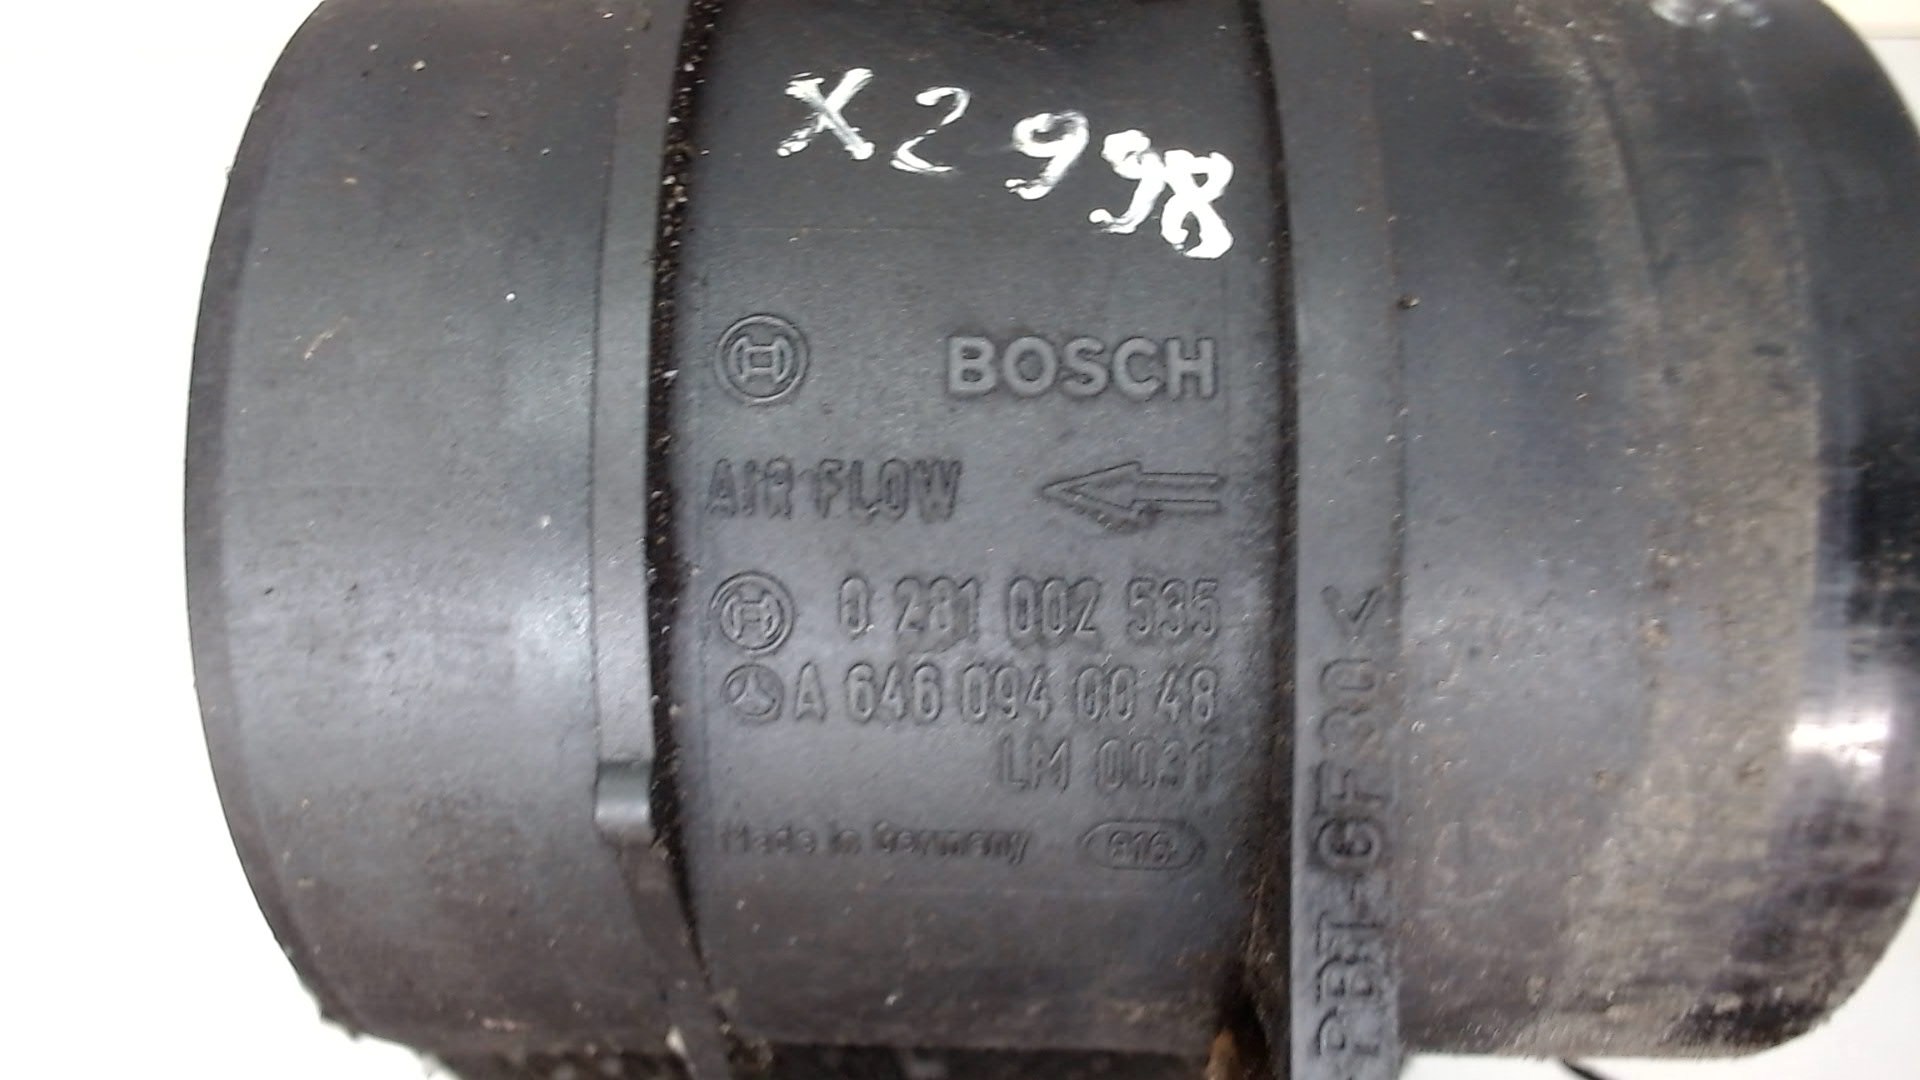 X2998
BOSCH
AIR FLOW
0 281 002 535
A 646 094 00 48
LM 0031
Made in Germany 616
>PBT-GF30<